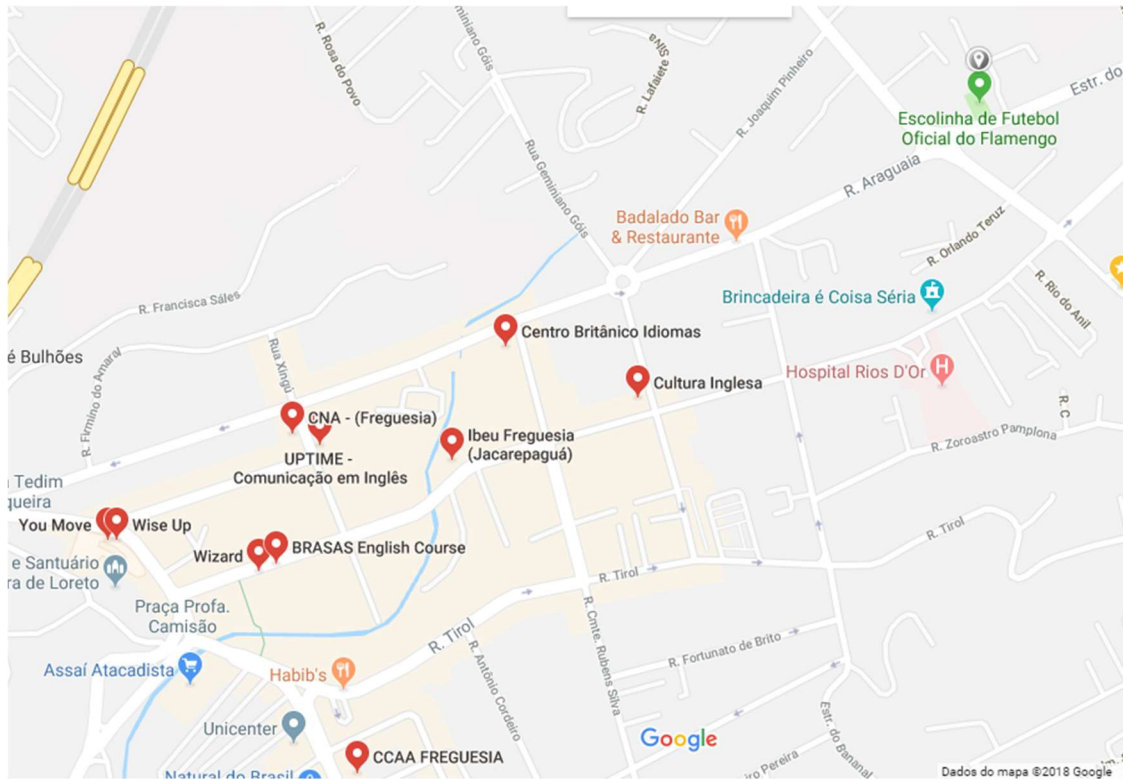 R. Rosa do Povo
Rua Geminiano Góis
Geminiano Góis
R. Lafaiete Silva
R. Joaquim Pinheiro
Estr. do
Escolinha de Futebol
Oficial do Flamengo
R. Araguaia
Badalado Bar
& Restaurante
R. Orlando Teruz
Brincadeira é Coisa Séria
R. Rio do Anil
R. Francisca Sáles
Centro Britânico Idiomas
é Bulhões
Rua Xingú
R. Firmino do Amaral
Hospital Rios D'Or
Cultura Inglesa
R. C
CNA - (Freguesia)
Ibeu Freguesia
(Jacarepaguá)
R. Zoroastro Pamplona
UPTIME -
Comunicação em Inglês
Tedim
queira
You Move
Wise Up
Wizard
BRASAS English Course
R. Tirol
e Santuário
ra de Loreto
R. Tirol
Praça Profa.
Camisão
R. Tirol
R. Cmte. Rubens Silva
R. Fortunato de Brito
Assaí Atacadista
Habib's
R. Antônio Cordeiro
Estr. do Bananal
Unicenter
Google
CCAA FREGUESIA
Pereira
Natural do Brasil
Dados do mapa ©2018 Google